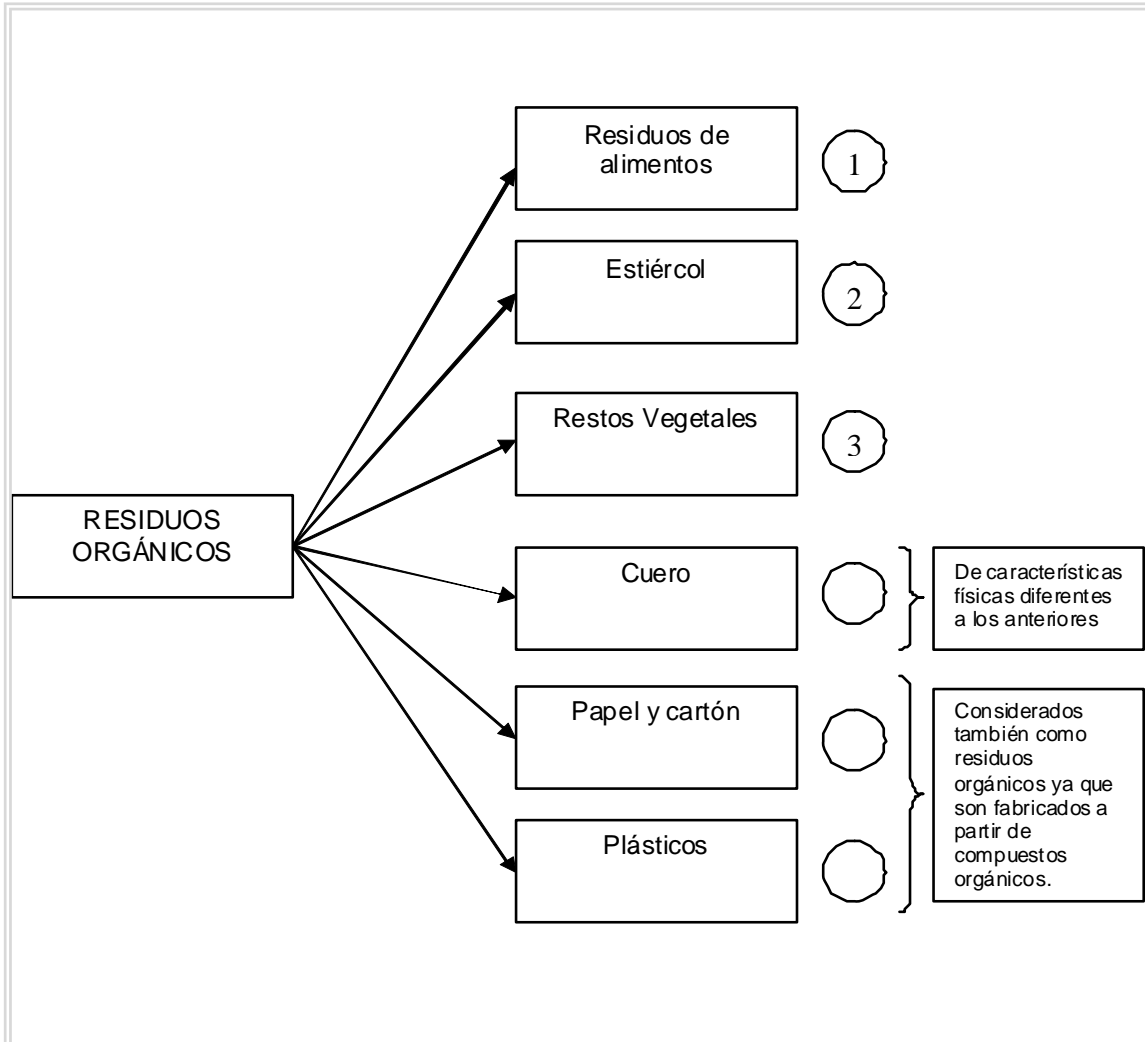 Residuos de
alimentos
1
Estiércol
2
Restos Vegetales
3
RESIDUOS
ORGÁNICOS
Cuero
De características
físicas diferentes
a los anteriores
Papel y cartón
Considerados
también como
residuos
orgánicos ya que
son fabricados a
partir de
compuestos
orgánicos.
Plásticos